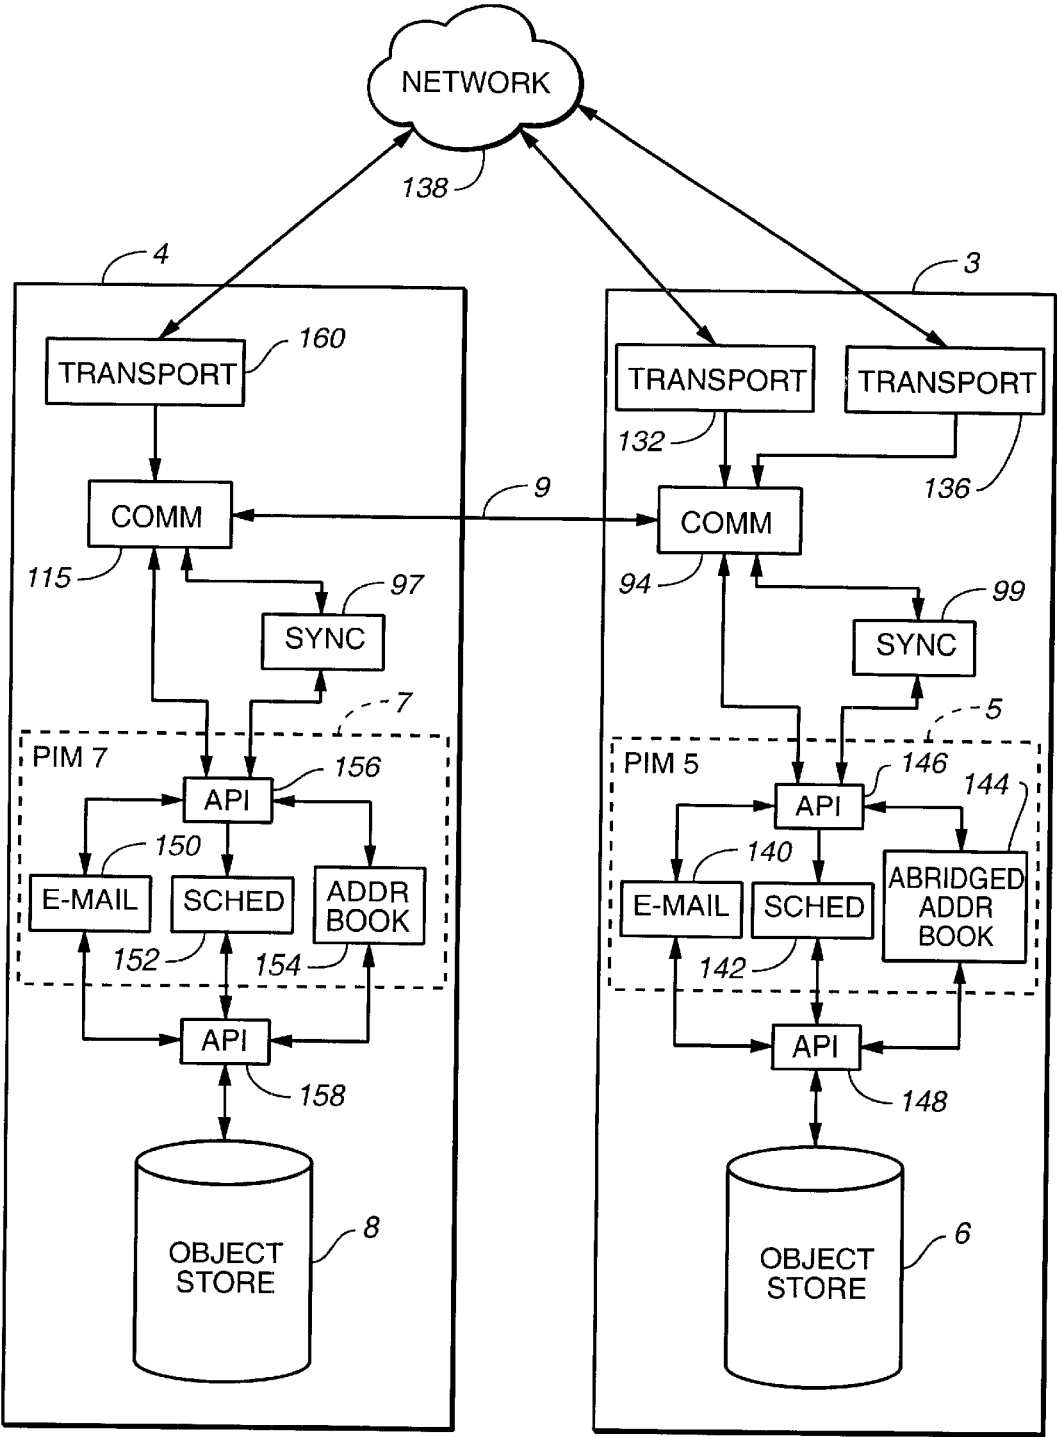 NETWORK
138
4
3
160
TRANSPORT
TRANSPORT
TRANSPORT
132
136
9
COMM
COMM
115
97
94
99
SYNC
SYNC
7
5
PIM 7
156
PIM 5
146
144
API
API
150
140
E-MAIL
SCHED
ADDR
BOOK
E-MAIL
SCHED
ABRIDGED
ADDR
BOOK
152
154
142
API
API
158
148
8
6
OBJECT
STORE
OBJECT
STORE